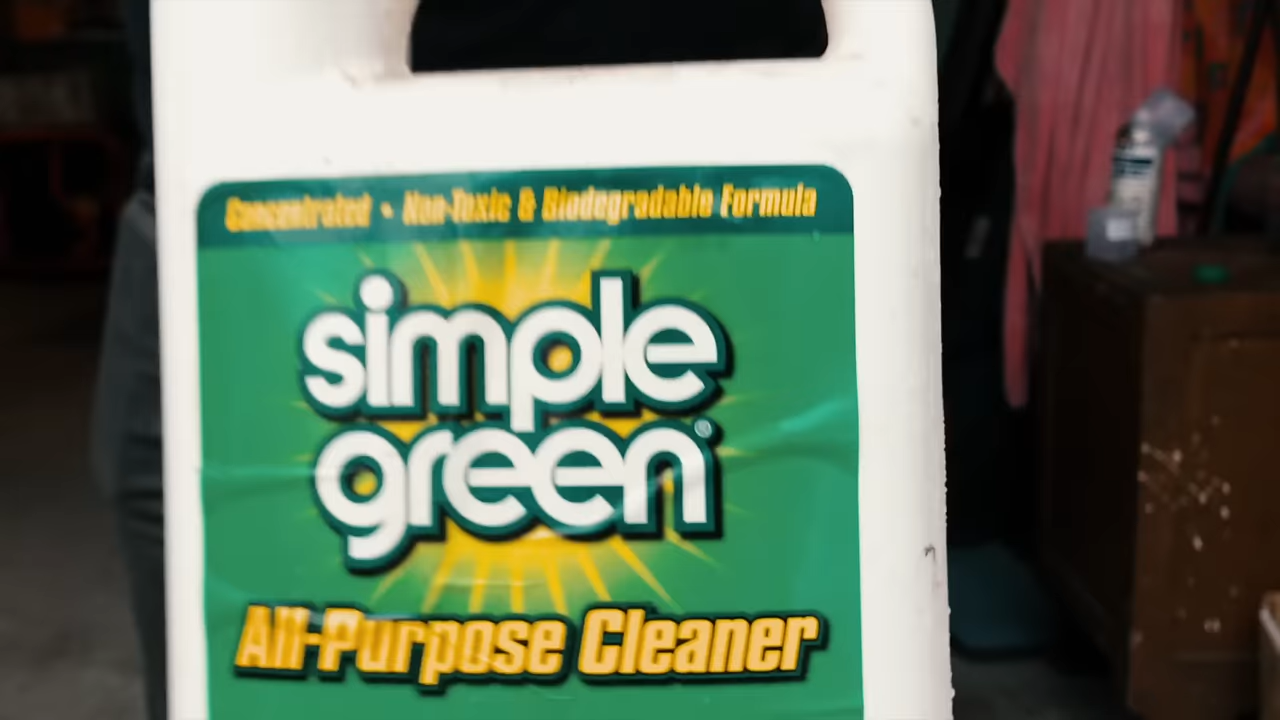 Concentrated • Non-Toxic & Biodegradable Formula
simple
green®
All-Purpose Cleaner